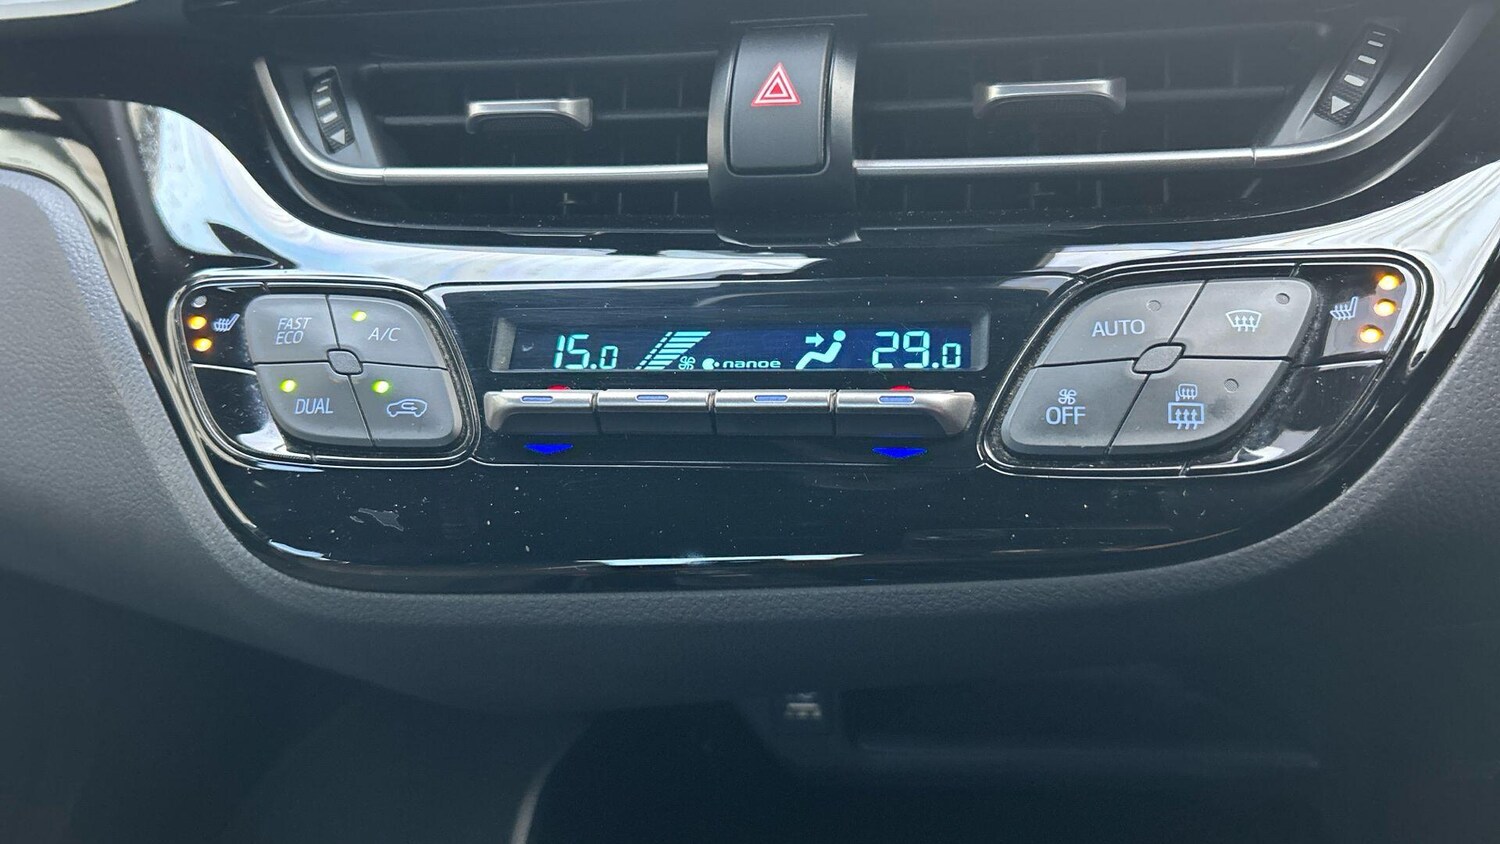 FAST
ECO
A/C
DUAL
15.0
nanoe
29.0
AUTO
OFF